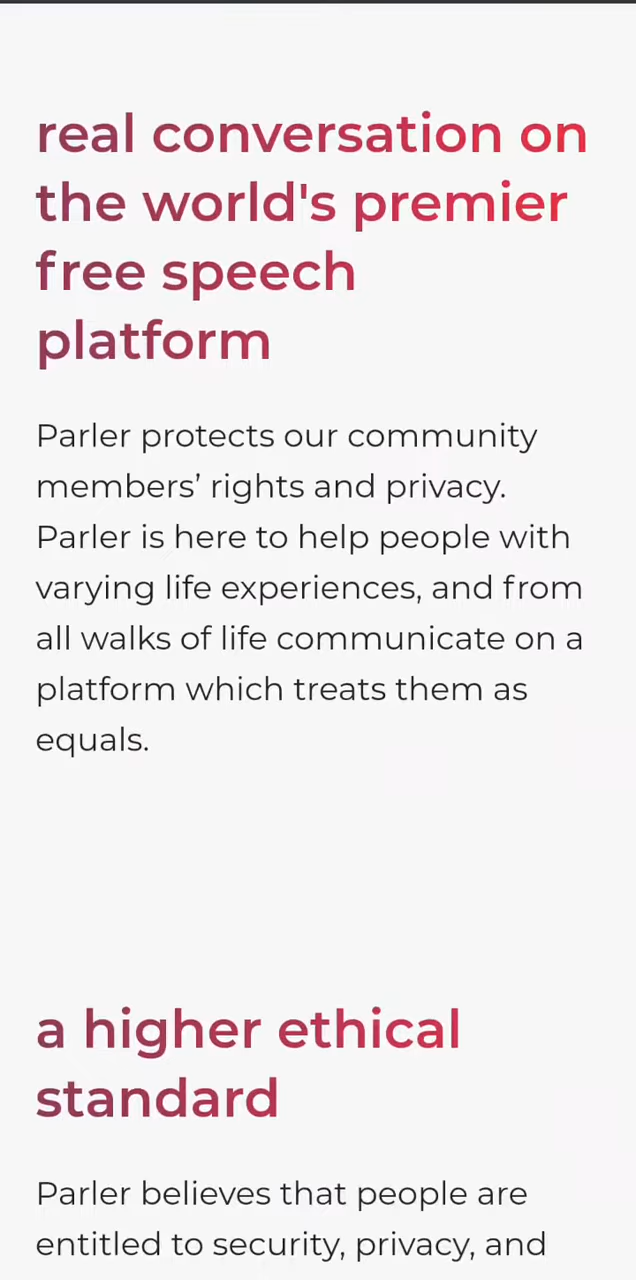 real conversation on
the world's premier
free speech
platform
Parler protects our community
members’ rights and privacy.
Parler is here to help people with
varying life experiences, and from
all walks of life communicate on a
platform which treats them as
equals.
a higher ethical
standard
Parler believes that people are
entitled to security, privacy, and